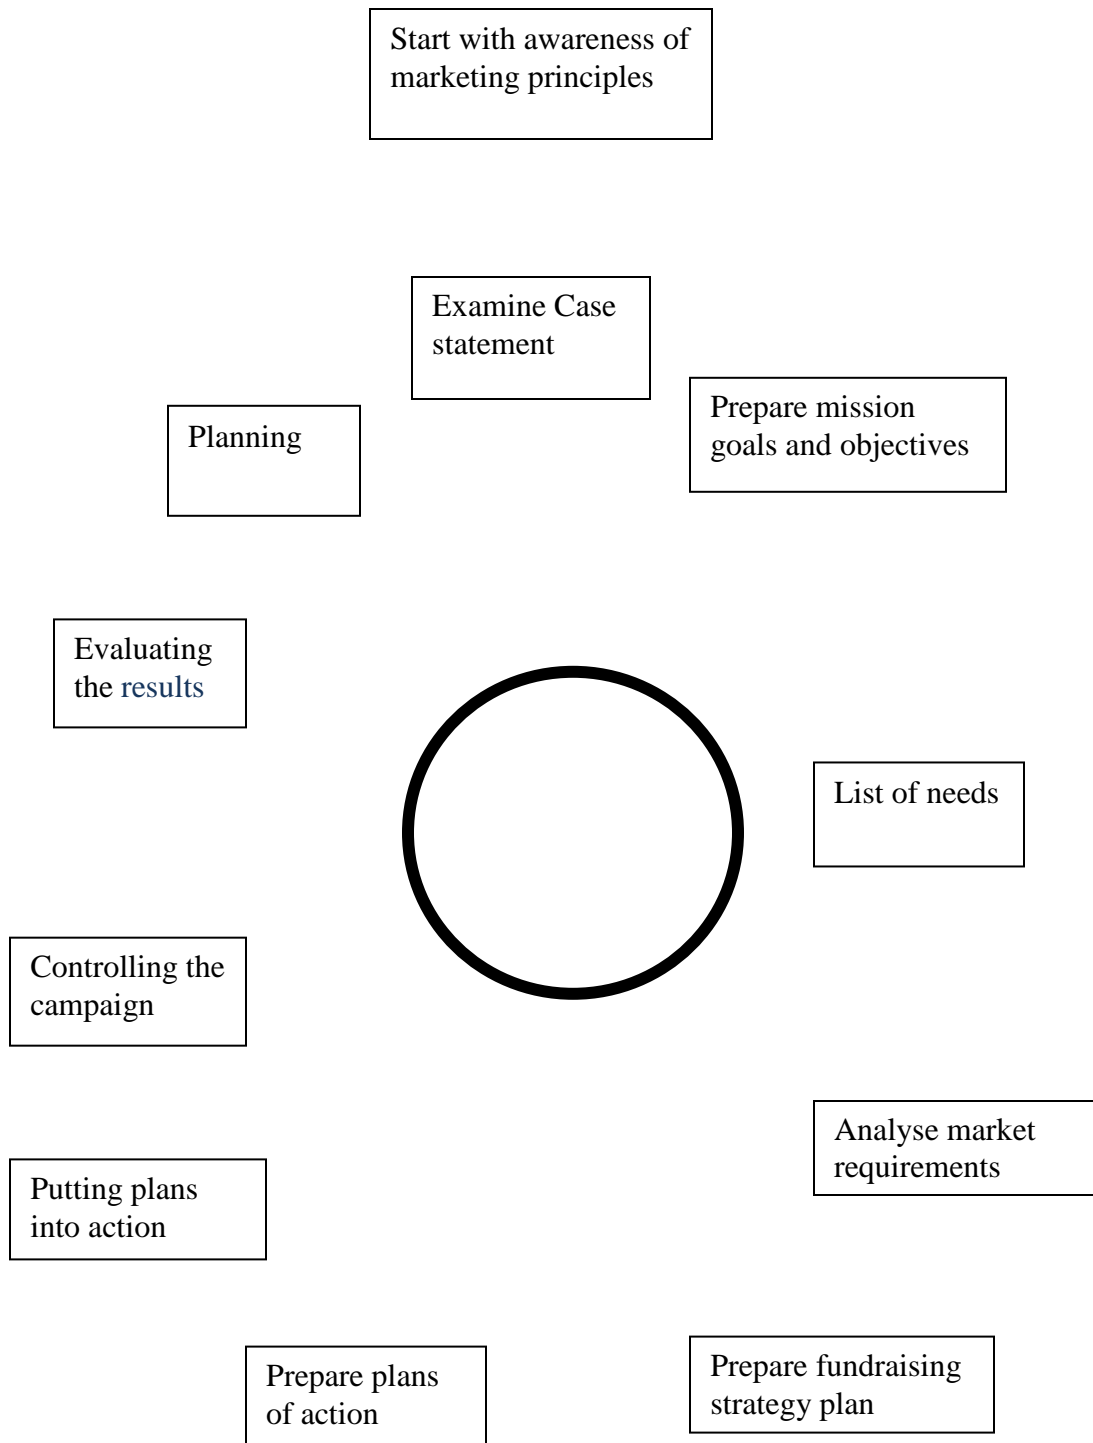 Start with awareness of
marketing principles
Examine Case
statement
Prepare mission
goals and objectives
Planning
Evaluating
the results
List of needs
Controlling the
campaign
Analyse market
requirements
Putting plans
into action
Prepare fundraising
strategy plan
Prepare plans
of action